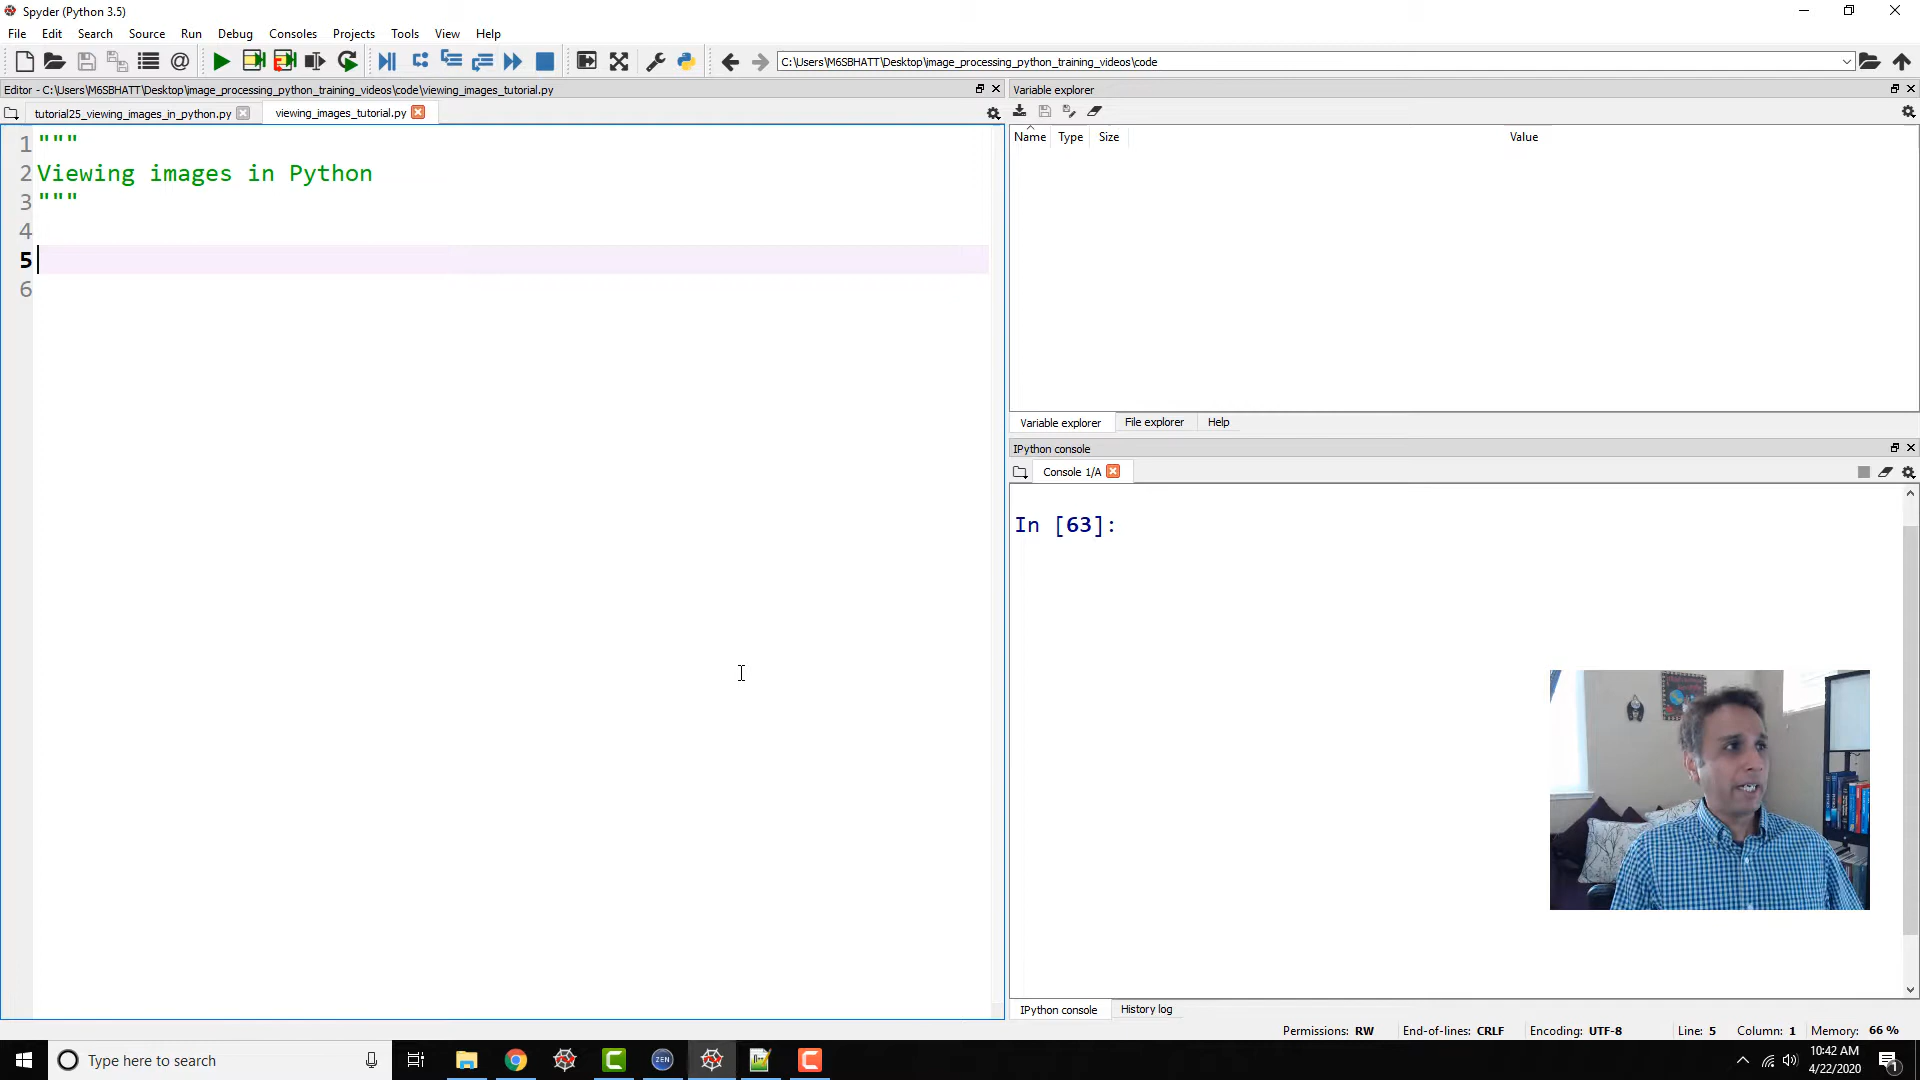 Spyder (Python 3.5)
File Edit Search Source Run Debug Consoles Projects Tools View Help
C:\Users\M6SBHATT\Desktop\image_processing_python_training_videos\code
Editor - C:\Users\M6SBHATT\Desktop\image_processing_python_training_videos\code\viewing_images_tutorial.py
tutorial25_viewing_images_in_python.py
viewing_images_tutorial.py
1 """
2 Viewing images in Python
3 """
4
5
6
Variable explorer
Name Type Size Value
Variable explorer File explorer Help
IPython console
Console 1/A
In [63]:
IPython console History log
Permissions: RW End-of-lines: CRLF Encoding: UTF-8 Line: 5 Column: 1 Memory: 66 %
Type here to search
ZEN
10:42 AM
4/22/2020
1